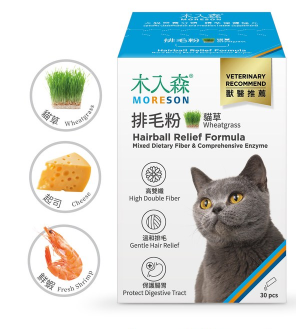 木入森®
MORESON
VETERINARY
RECOMMEND
獸醫推薦
排毛粉 貓草
Wheatgrass
Hairball Relief Formula
Mixed Dietary Fiber & Comprehensive Enzyme
高雙纖
High Double Fiber
溫和排毛
Gentle Hair Relief
保護腸胃
Protect Digestive Tract
30 pcs
貓草 Wheatgrass
起司 Cheese
鮮蝦 Fresh Shrimp